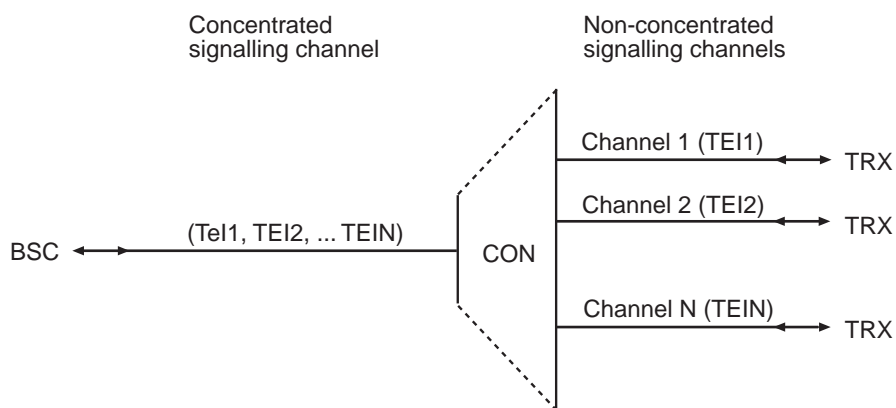 Concentrated
signalling channel
Non-concentrated
signalling channels
Channel 1 (TEI1)
TRX
Channel 2 (TEI2)
TRX
BSC
(TeI1, TEI2, ... TEIN)
CON
Channel N (TEIN)
TRX